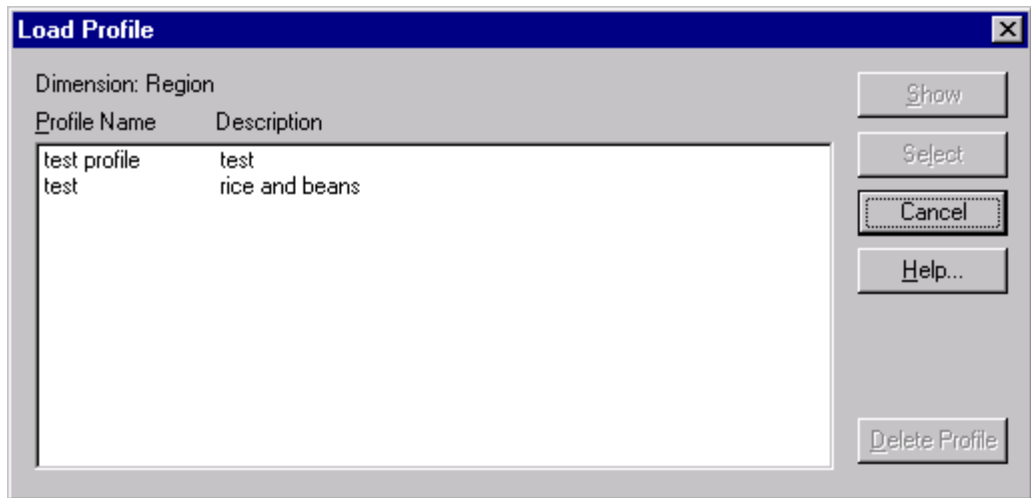 Load Profile
Dimension: Region
Profile Name Description
test profile test
test rice and beans
Show
Select
Cancel
Help...
Delete Profile